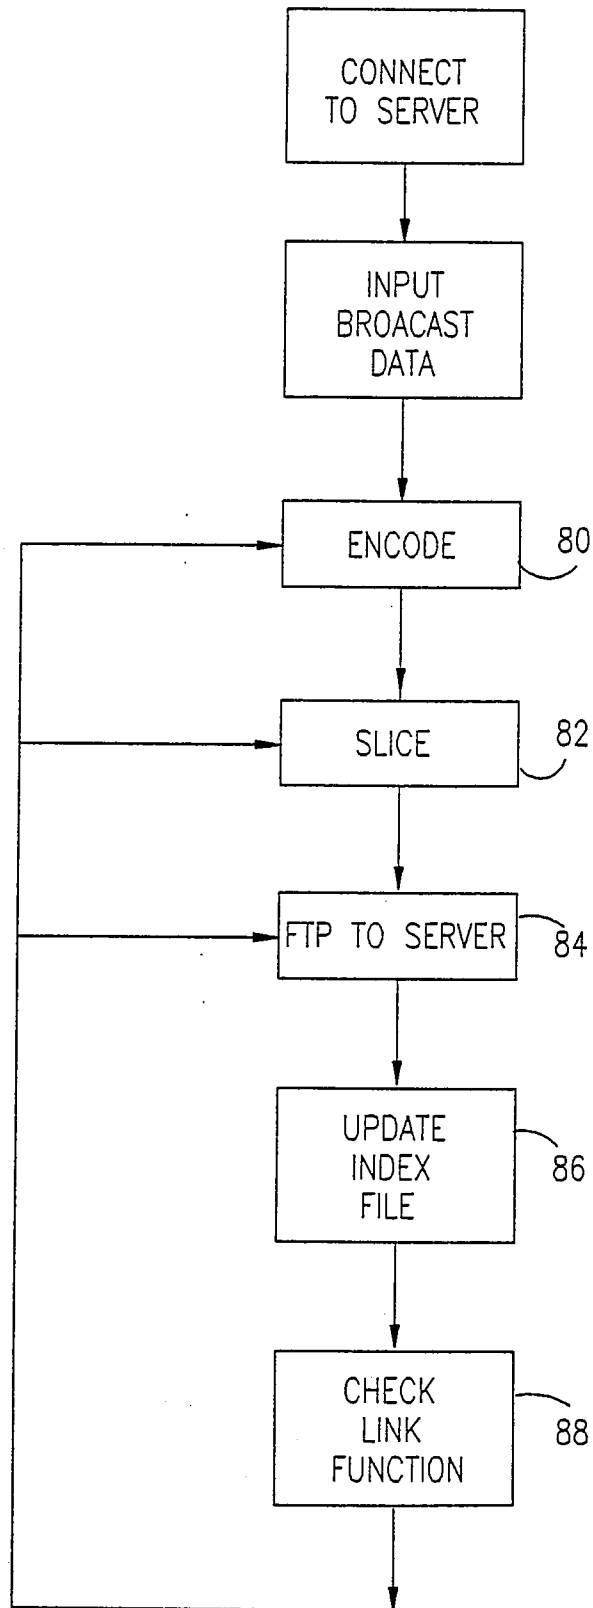 CONNECT
TO SERVER
INPUT
BROACAST
DATA
ENCODE
80
SLICE
82
FTP TO SERVER
84
UPDATE
INDEX
FILE
86
CHECK
LINK
FUNCTION
88